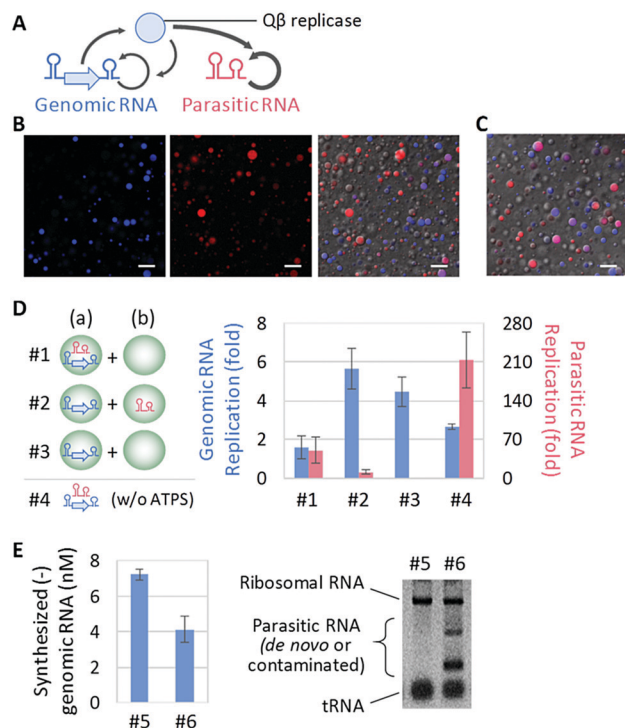 A
Qβ replicase
Genomic RNA
Parasitic RNA
B
C
D
(a)
(b)
#1
+
#2
+
#3
+
#4
(w/o ATPS)
Genomic RNA
Replication (fold)
8
6
4
2
0
280
210
140
70
0
Parasitic RNA
Replication (fold)
#1 #2 #3 #4
E
Synthesized (-)
genomic RNA (nM)
8
6
4
2
0
#5 #6
#5 #6
Ribosomal RNA
Parasitic RNA
(de novo or
contaminated)
tRNA